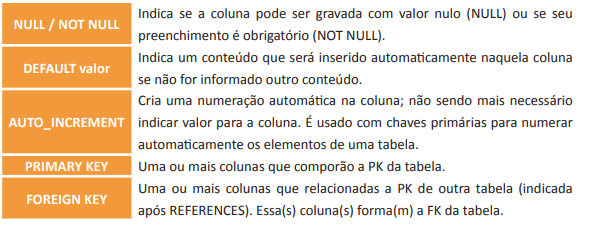 NULL / NOT NULL
Indica se a coluna pode ser gravada com valor nulo (NULL) ou se seu
preenchimento é obrigatório (NOT NULL).
DEFAULT valor
Indica um conteúdo que será inserido automaticamente naquela coluna
se não for informado outro conteúdo.
AUTO_INCREMENT
Cria uma numeração automática na coluna; não sendo mais necessário
indicar valor para a coluna. É usado com chaves primárias para numerar
automaticamente os elementos de uma tabela.
PRIMARY KEY
Uma ou mais colunas que comporão a PK da tabela.
FOREIGN KEY
Uma ou mais colunas que relacionadas a PK de outra tabela (indicada
após REFERENCES). Essa(s) coluna(s) forma(m) a FK da tabela.